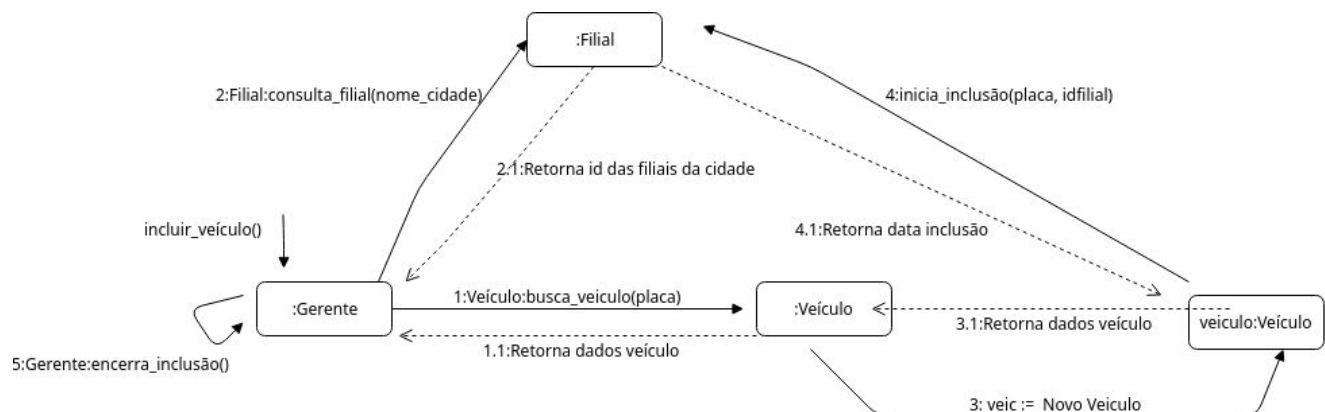 :Filial
2:Filial:consulta_filial(nome_cidade)
4:inicia_inclusão(placa, idfilial)
2.1:Retorna id das filiais da cidade
incluir_veículo()
4.1:Retorna data inclusão
:Gerente
1:Veículo:busca_veiculo(placa)
:Veículo
3.1:Retorna dados veículo
veiculo:Veículo
1.1:Retorna dados veículo
5:Gerente:encerra_inclusão()
3: veic := Novo Veiculo